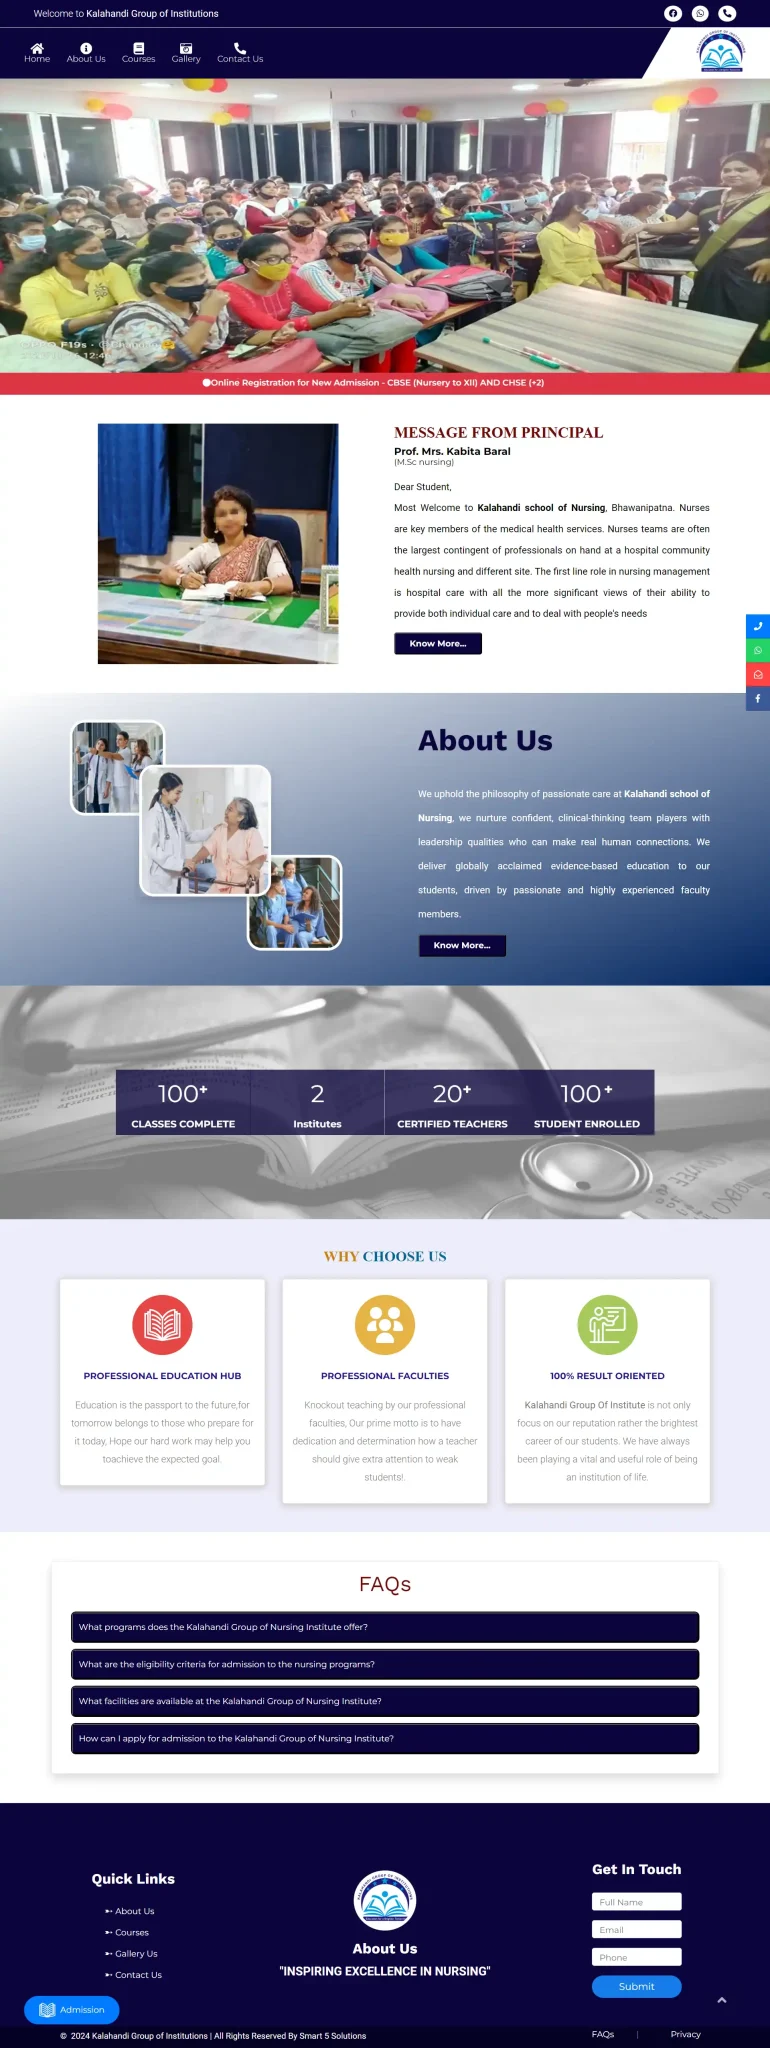 Welcome to Kalahandi Group of Institutions
Home
About Us
Courses
Gallery
Contact Us
KALAHANDI GROUP OF INSTITUTIONS
Online Registration for New Admission - CBSE (Nursery to XII) AND CHSE (+2)
MESSAGE FROM PRINCIPAL
Prof. Mrs. Kabita Baral
(M.Sc nursing)
Dear Student,
Most Welcome to Kalahandi school of Nursing, Bhawanipatna. Nurses
are key members of the medical health services. Nurses teams are often
the largest contingent of professionals on hand at a hospital community
health nursing and different site. The first line role in nursing management
is hospital care with all the more significant views of their ability to
provide both individual care and to deal with people's needs
Know More...
About Us
We uphold the philosophy of passionate care at Kalahandi school of
Nursing, we nurture confident, clinical-thinking team players with
leadership qualities who can make real human connections. We
deliver globally acclaimed evidence-based education to our
students, driven by passionate and highly experienced faculty
members.
Know More...
100+
CLASSES COMPLETE
2
Institutes
20+
CERTIFIED TEACHERS
100+
STUDENT ENROLLED
WHY CHOOSE US
PROFESSIONAL EDUCATION HUB
Education is the passport to the future,for
tomorrow belongs to those who prepare for
it today, Hope our hard work may help you
toachieve the expected goal.
PROFESSIONAL FACULTIES
Knockout teaching by our professional
faculties, Our prime motto is to have
dedication and determination how a teacher
should give extra attention to weak
students!.
100% RESULT ORIENTED
Kalahandi Group Of Institute is not only
focus on our reputation rather the brightest
career of our students. We have always
been playing a vital and useful role of being
an institution of life.
FAQs
What programs does the Kalahandi Group of Nursing Institute offer?
What are the eligibility criteria for admission to the nursing programs?
What facilities are available at the Kalahandi Group of Nursing Institute?
How can I apply for admission to the Kalahandi Group of Nursing Institute?
Quick Links
➵ About Us
➵ Courses
➵ Gallery Us
➵ Contact Us
KALAHANDI GROUP OF INSTITUTIONS
About Us
"INSPIRING EXCELLENCE IN NURSING"
Get In Touch
Full Name
Email
Phone
Submit
Admission
© 2024 Kalahandi Group of Institutions | All Rights Reserved By Smart 5 Solutions
FAQs | Privacy